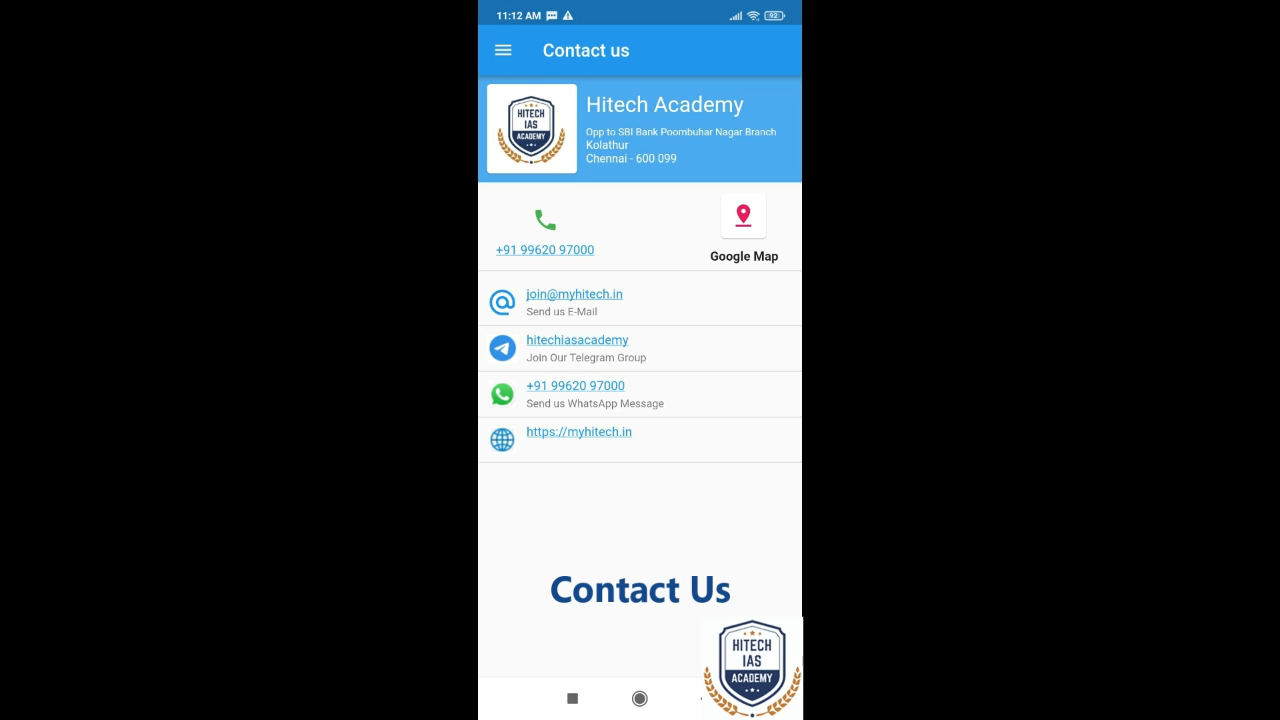 11:12 AM
92
Contact us
HITECH
IAS
ACADEMY
Hitech Academy
Opp to SBI Bank Poombuhar Nagar Branch
Kolathur
Chennai - 600 099
+91 99620 97000
Google Map
join@myhitech.in
Send us E-Mail
hitechiasacademy
Join Our Telegram Group
+91 99620 97000
Send us WhatsApp Message
https://myhitech.in
Contact Us
HITECH
IAS
ACADEMY